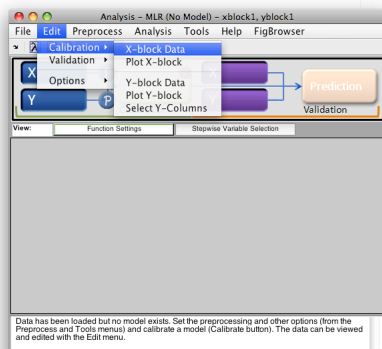 Analysis - MLR (No Model) - xblock1, yblock1
File Edit Preprocess Analysis Tools Help FigBrowser
Calibration
X-block Data
Validation
Plot X-block
Options
Y-block Data
Plot Y-block
Select Y-Columns
X
Y
P
Prediction
Validation
View:
Function Settings
Stepwise Variable Selection
Data has been loaded but no model exists. Set the preprocessing and other options (from the
Preprocess and Tools menus) and calibrate a model (Calibrate button). The data can be viewed
and edited with the Edit menu.